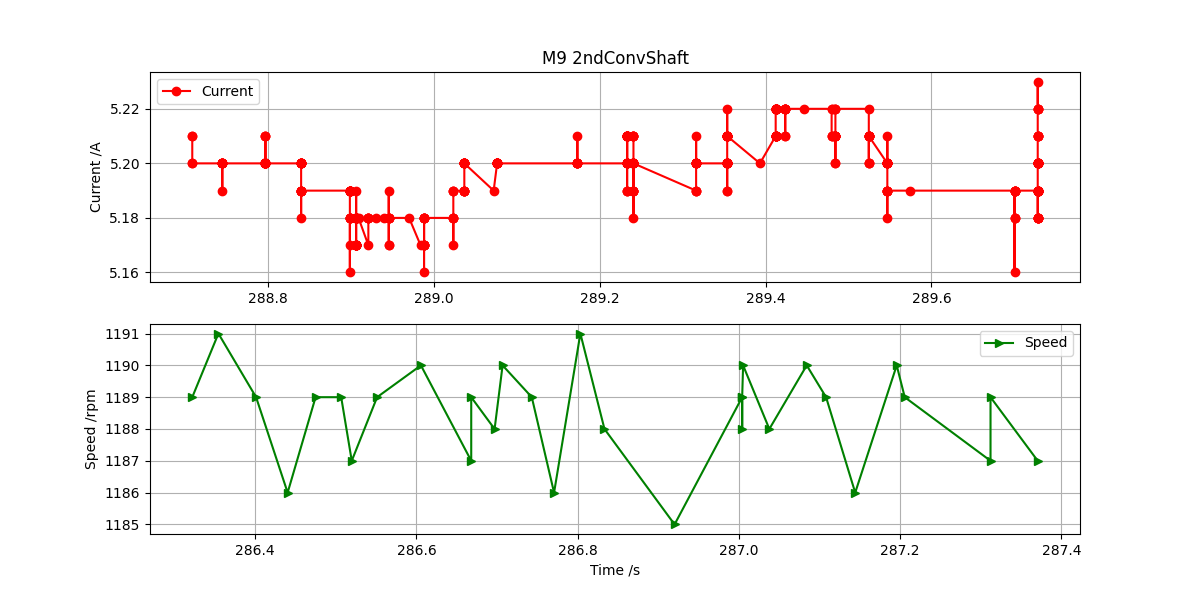 M9 2ndConvShaft
Current
Current /A
5.22
5.20
5.18
5.16
288.8 289.0 289.2 289.4 289.6
Speed
Speed /rpm
1191
1190
1189
1188
1187
1186
1185
286.4 286.6 286.8 287.0 287.2 287.4
Time /s